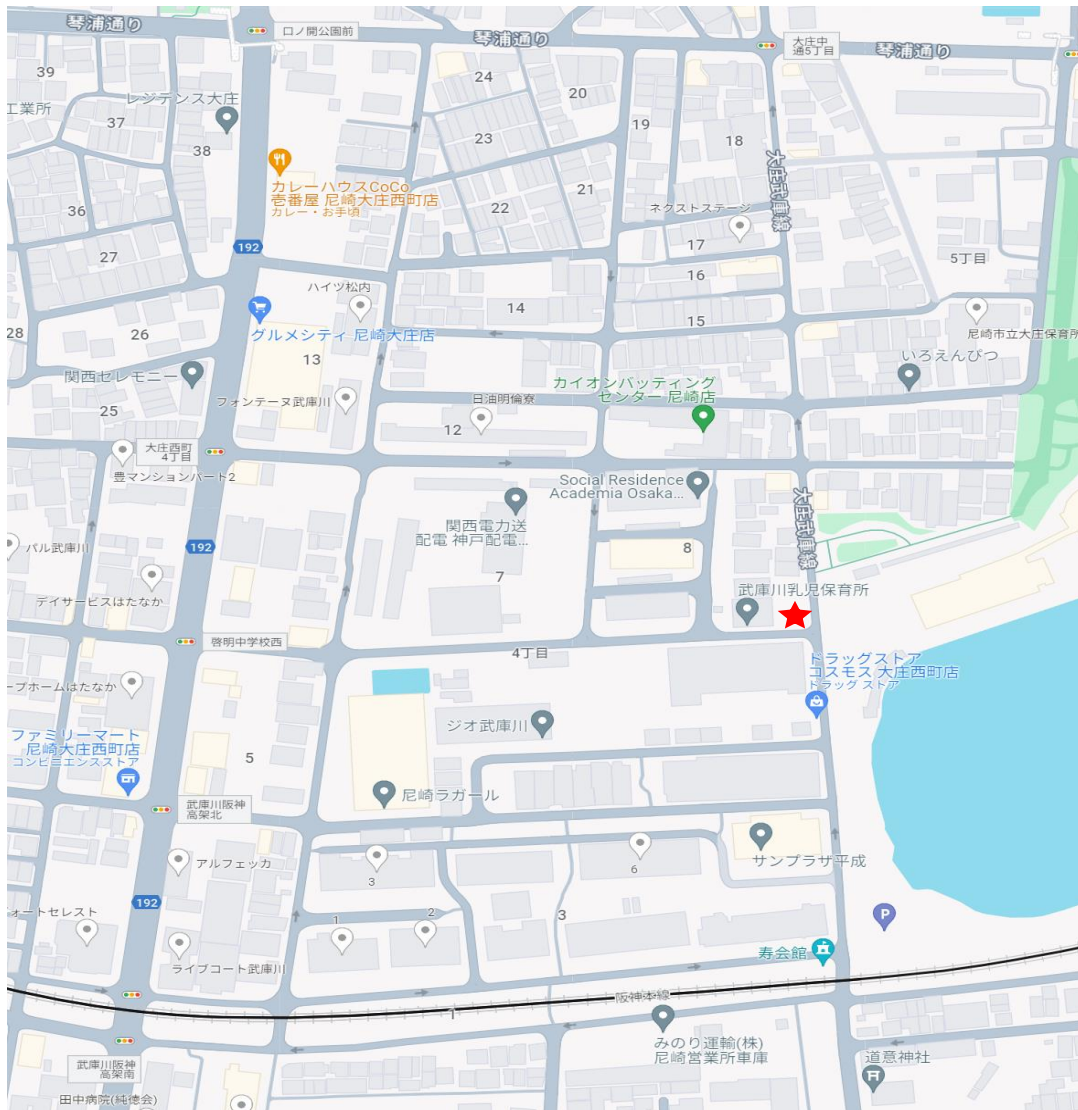 琴浦通り
口ノ開公園前
琴浦通り
大庄中
通5丁目
琴浦通り
39
工業所
37
レジデンス大庄
38
24
20
23
19
18
大庄武庫線
カレーハウスCoCo
壱番屋 尼崎大庄西町店
カレー・お手頃
36
22
21
ネクストステージ
27
192
17
5丁目
ハイツ松内
16
14
15
28
26
グルメシティ 尼崎大庄店
尼崎市立大庄保育所
13
いろえんぴつ
関西セレモニー
カイオンバッティング
センター 尼崎店
フォンテーヌ武庫川
日油明倫寮
25
12
大庄西町
4丁目
豊マンションパート2
Social Residence
Academia Osaka...
大庄武庫線
関西電力送
配電 神戸配電...
パル武庫川
192
8
7
武庫川乳児保育所
デイサービスはたなか
啓明中学校西
4丁目
ドラッグストア
コスモス 大庄西町店
ドラッグ ストア
ープホームはたなか
ジオ武庫川
ファミリーマート
尼崎大庄西町店
コンビニエンスストア
5
尼崎ラガール
武庫川阪神
高架北
サンプラザ平成
アルフェッカ
3
6
192
ォートセレスト
1
2
3
P
寿会館
ライブコート武庫川
阪神本線
1
みのり運輸(株)
尼崎営業所車庫
道意神社
武庫川阪神
高架南
田中病院(純徳会)